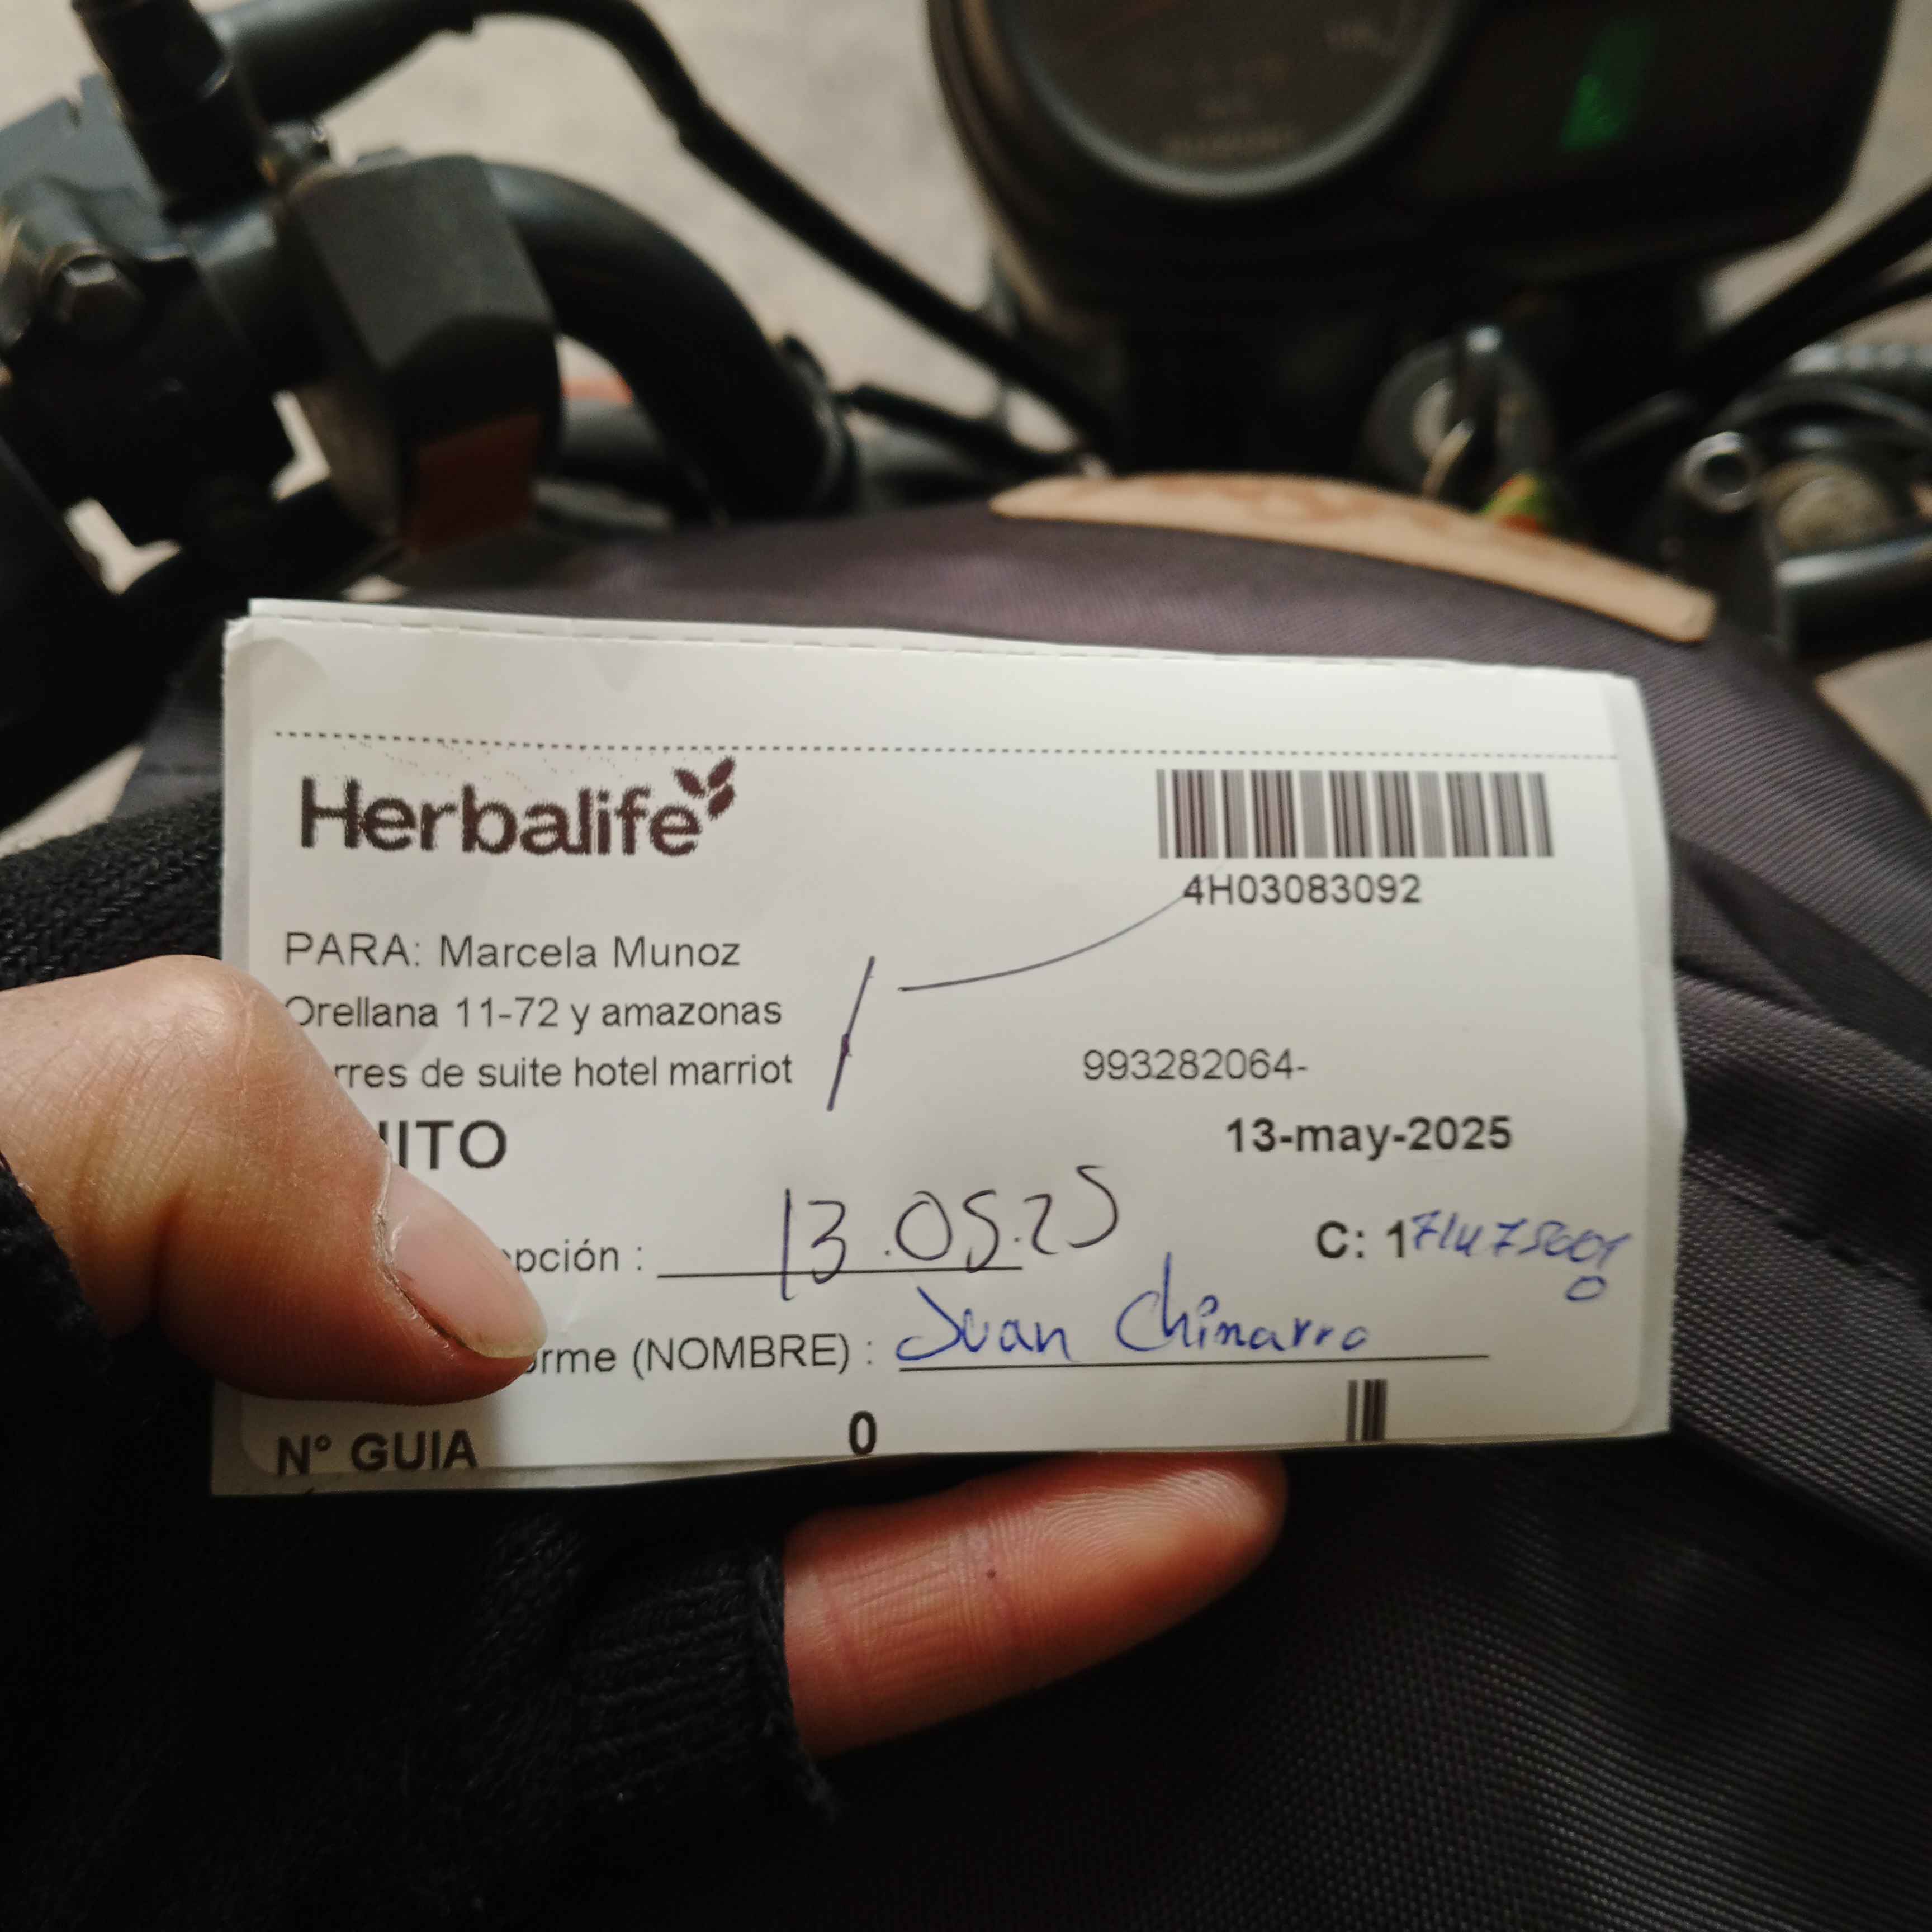 Herbalife
4H03083092
PARA: Marcela Munoz
Orellana 11-72 y amazonas
rres de suite hotel marriot
993282064-
ITO
13-may-2025
pción : 13.05.25
C: 1
orme (NOMBRE) : Juan Chimarro
N° GUIA 0